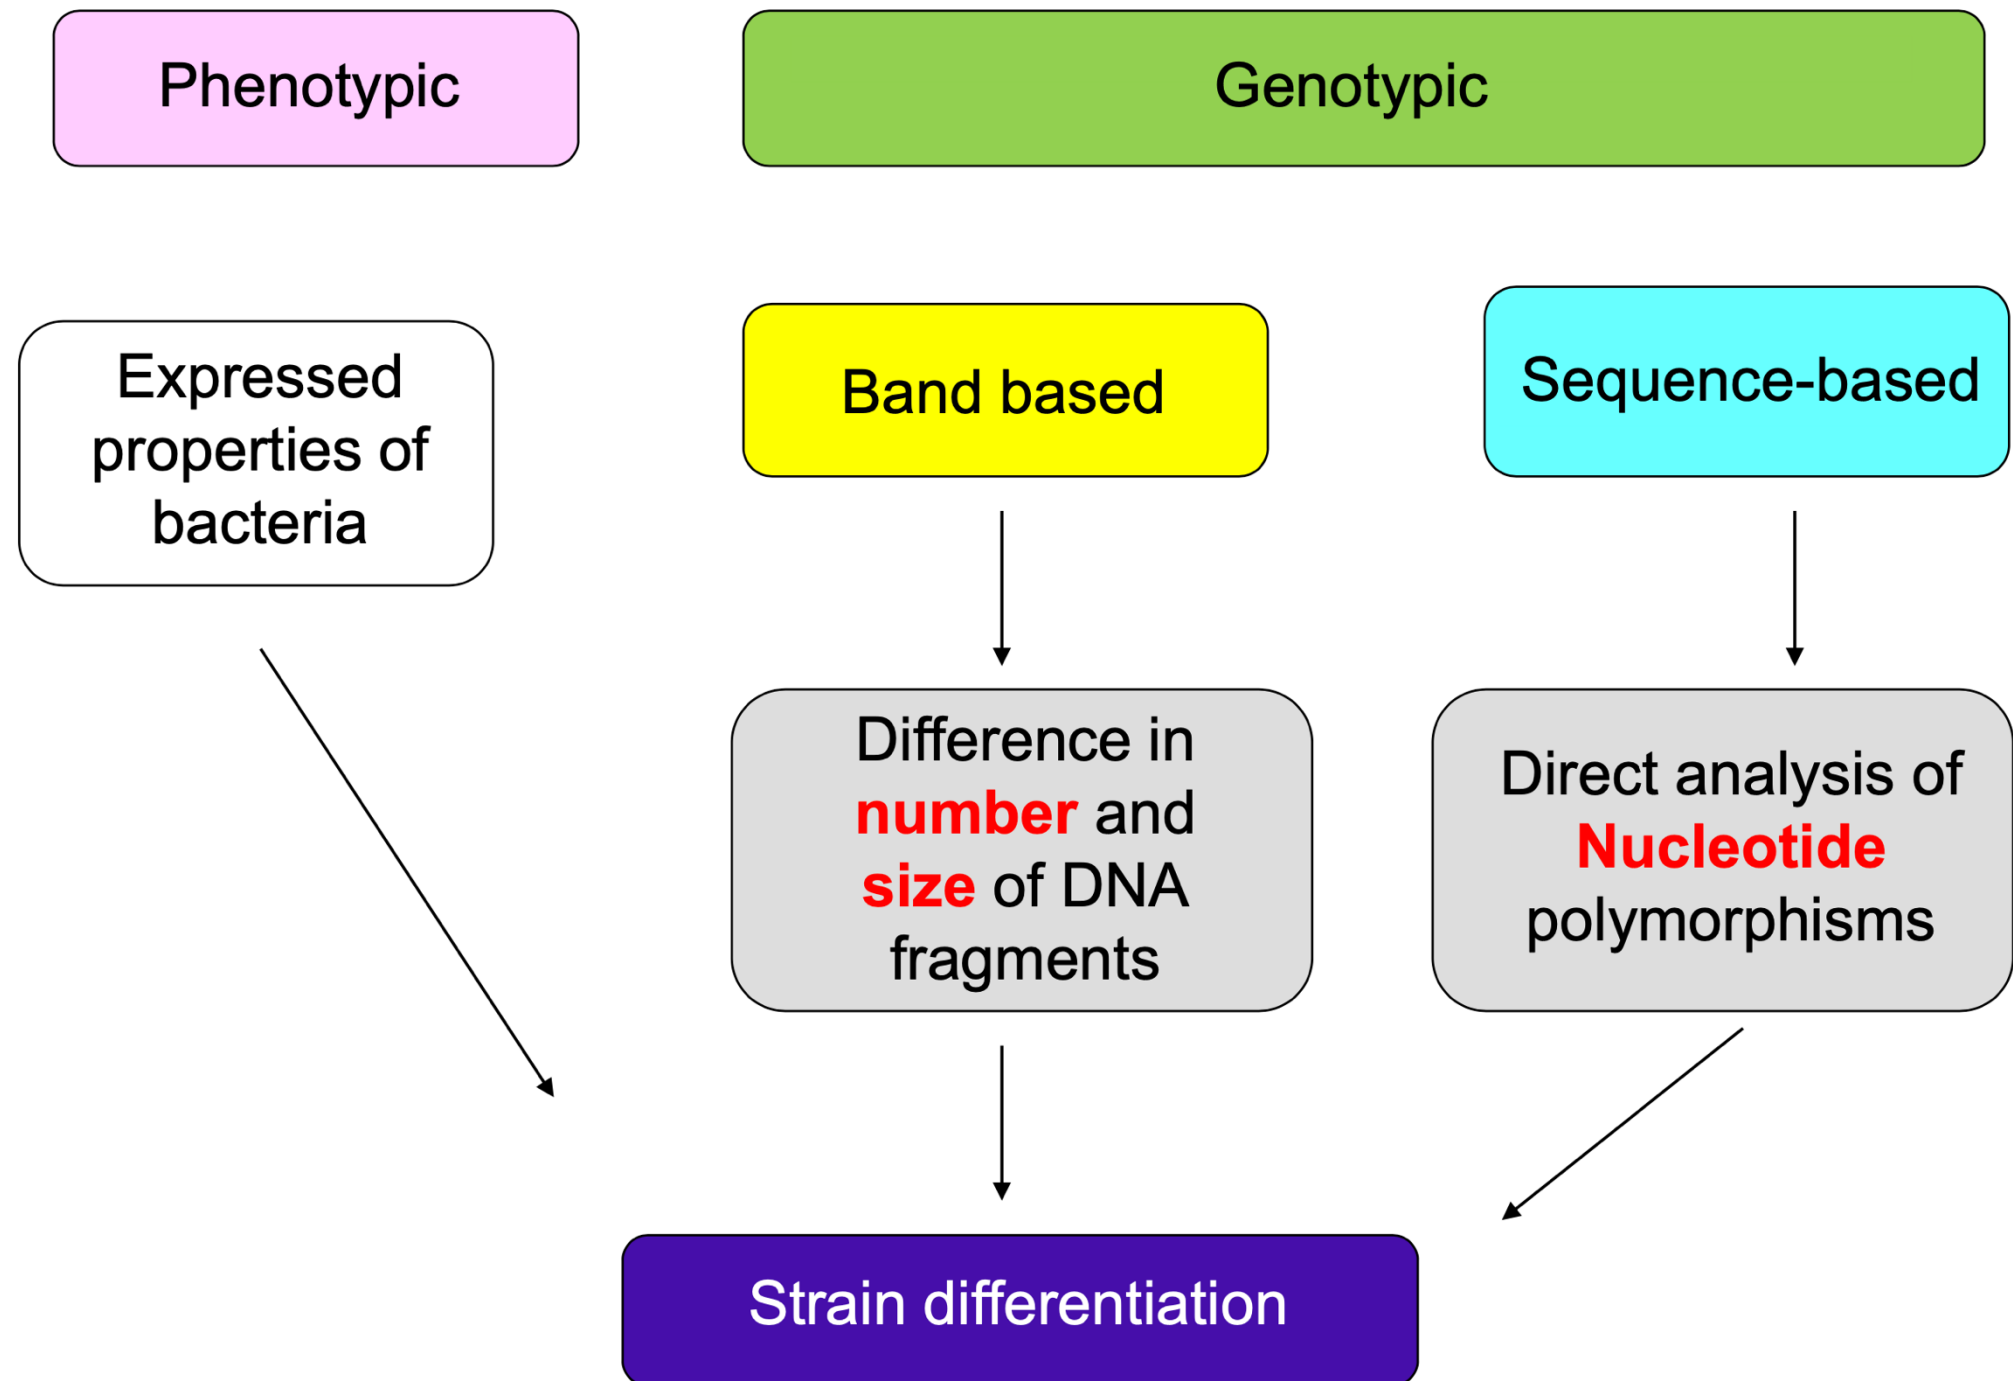 Phenotypic
Genotypic
Expressed
properties of
bacteria
Band based
Sequence-based
Difference in
number and
size of DNA
fragments
Direct analysis of
Nucleotide
polymorphisms
Strain differentiation